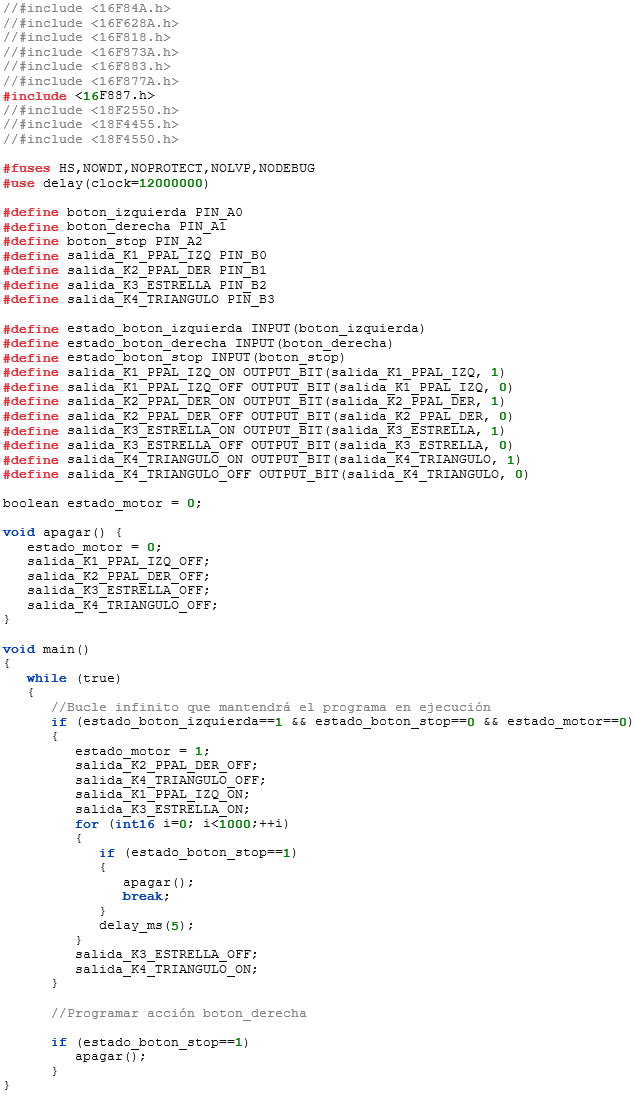 //#include <16F84A.h>
//#include <16F628A.h>
//#include <16F818.h>
//#include <16F873A.h>
//#include <16F883.h>
//#include <16F877A.h>
#include <16F887.h>
//#include <18F2550.h>
//#include <18F4455.h>
//#include <18F4550.h>

#fuses HS,NOWDT,NOPROTECT,NOLVP,NODEBUG
#use delay(clock=12000000)

#define boton_izquierda PIN_A0
#define boton_derecha PIN_A1
#define boton_stop PIN_A2
#define salida_K1_PPAL_IZQ PIN_B0
#define salida_K2_PPAL_DER PIN_B1
#define salida_K3_ESTRELLA PIN_B2
#define salida_K4_TRIANGULO PIN_B3

#define estado_boton_izquierda INPUT(boton_izquierda)
#define estado_boton_derecha INPUT(boton_derecha)
#define estado_boton_stop INPUT(boton_stop)
#define salida_K1_PPAL_IZQ_ON OUTPUT_BIT(salida_K1_PPAL_IZQ, 1)
#define salida_K1_PPAL_IZQ_OFF OUTPUT_BIT(salida_K1_PPAL_IZQ, 0)
#define salida_K2_PPAL_DER_ON OUTPUT_BIT(salida_K2_PPAL_DER, 1)
#define salida_K2_PPAL_DER_OFF OUTPUT_BIT(salida_K2_PPAL_DER, 0)
#define salida_K3_ESTRELLA_ON OUTPUT_BIT(salida_K3_ESTRELLA, 1)
#define salida_K3_ESTRELLA_OFF OUTPUT_BIT(salida_K3_ESTRELLA, 0)
#define salida_K4_TRIANGULO_ON OUTPUT_BIT(salida_K4_TRIANGULO, 1)
#define salida_K4_TRIANGULO_OFF OUTPUT_BIT(salida_K4_TRIANGULO, 0)

boolean estado_motor = 0;

void apagar() {
   estado_motor = 0;
   salida_K1_PPAL_IZQ_OFF;
   salida_K2_PPAL_DER_OFF;
   salida_K3_ESTRELLA_OFF;
   salida_K4_TRIANGULO_OFF;
}

void main()
{
   while (true)
   {
      //Bucle infinito que mantendrá el programa en ejecución
      if (estado_boton_izquierda==1 && estado_boton_stop==0 && estado_motor==0)
      {
         estado_motor = 1;
         salida_K2_PPAL_DER_OFF;
         salida_K4_TRIANGULO_OFF;
         salida_K1_PPAL_IZQ_ON;
         salida_K3_ESTRELLA_ON;
         for (int16 i=0; i<1000;++i)
         {
            if (estado_boton_stop==1)
            {
               apagar();
               break;
            }
            delay_ms(5);
         }
         salida_K3_ESTRELLA_OFF;
         salida_K4_TRIANGULO_ON;
      }

      //Programar acción boton_derecha

      if (estado_boton_stop==1)
         apagar();
      }
}